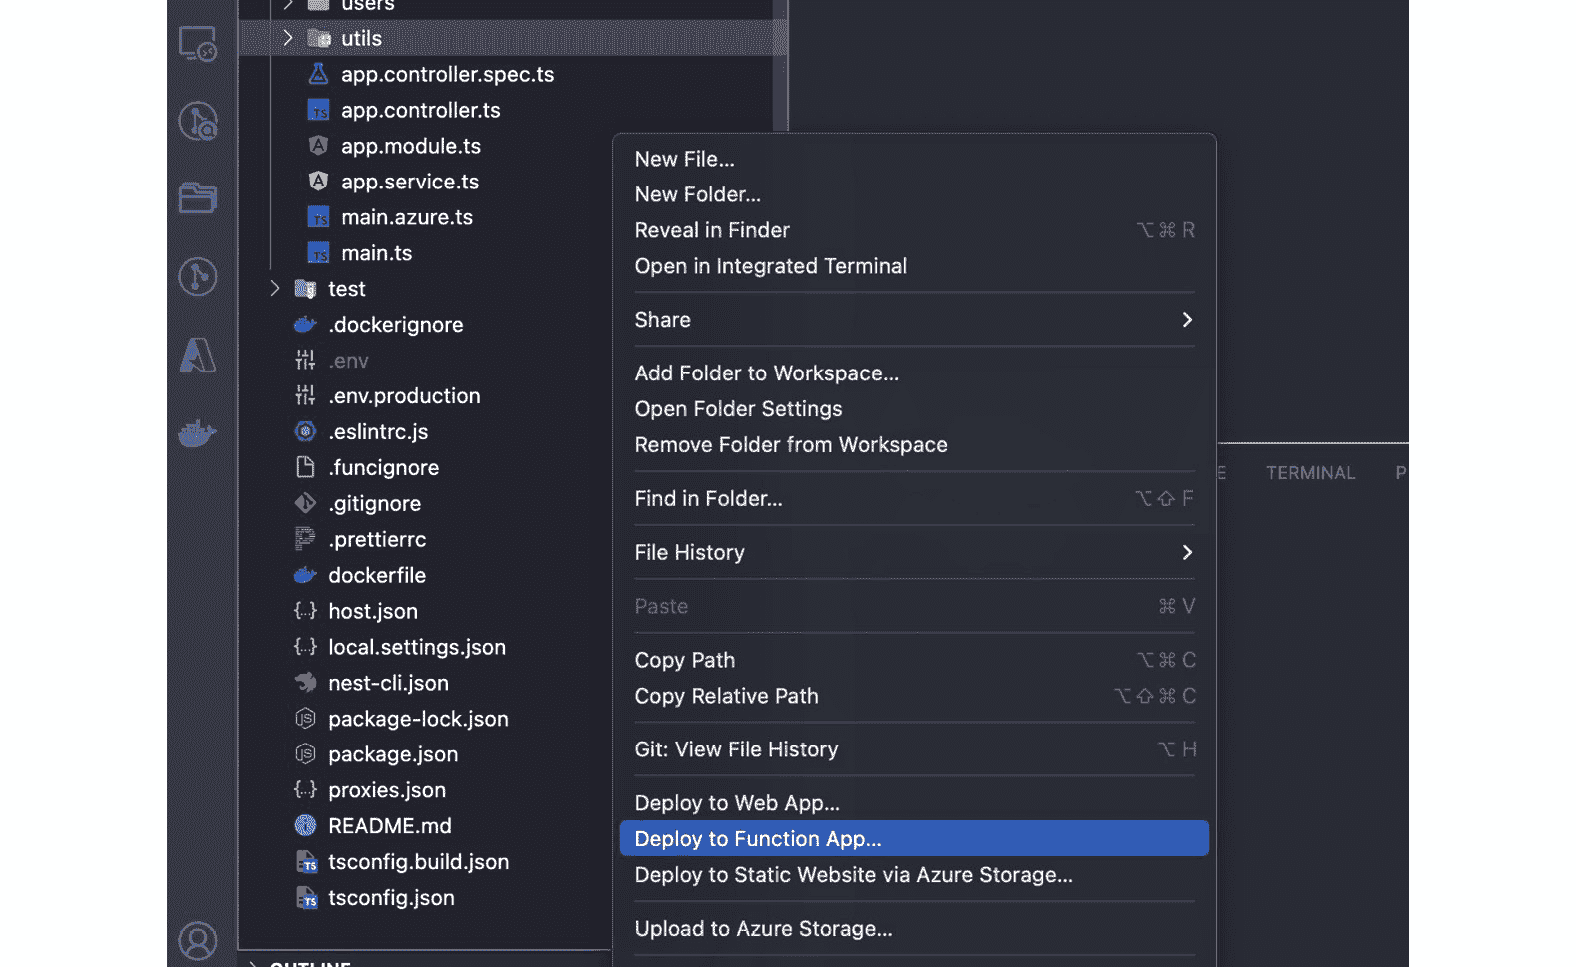 users
utils
app.controller.spec.ts
app.controller.ts
app.module.ts
app.service.ts
main.azure.ts
main.ts
test
.dockerignore
.env
.env.production
.eslintrc.js
.funcignore
.gitignore
.prettierrc
dockerfile
host.json
local.settings.json
nest-cli.json
package-lock.json
package.json
proxies.json
README.md
tsconfig.build.json
tsconfig.json
OUTLINE
New File...
New Folder...
Reveal in Finder ⌥⌘R
Open in Integrated Terminal
Share
Add Folder to Workspace...
Open Folder Settings
Remove Folder from Workspace
Find in Folder... ⌥⇧F
File History
Paste ⌘V
Copy Path ⌥⌘C
Copy Relative Path ⌥⇧⌘C
Git: View File History ⌥H
Deploy to Web App...
Deploy to Function App...
Deploy to Static Website via Azure Storage...
Upload to Azure Storage...
E TERMINAL P